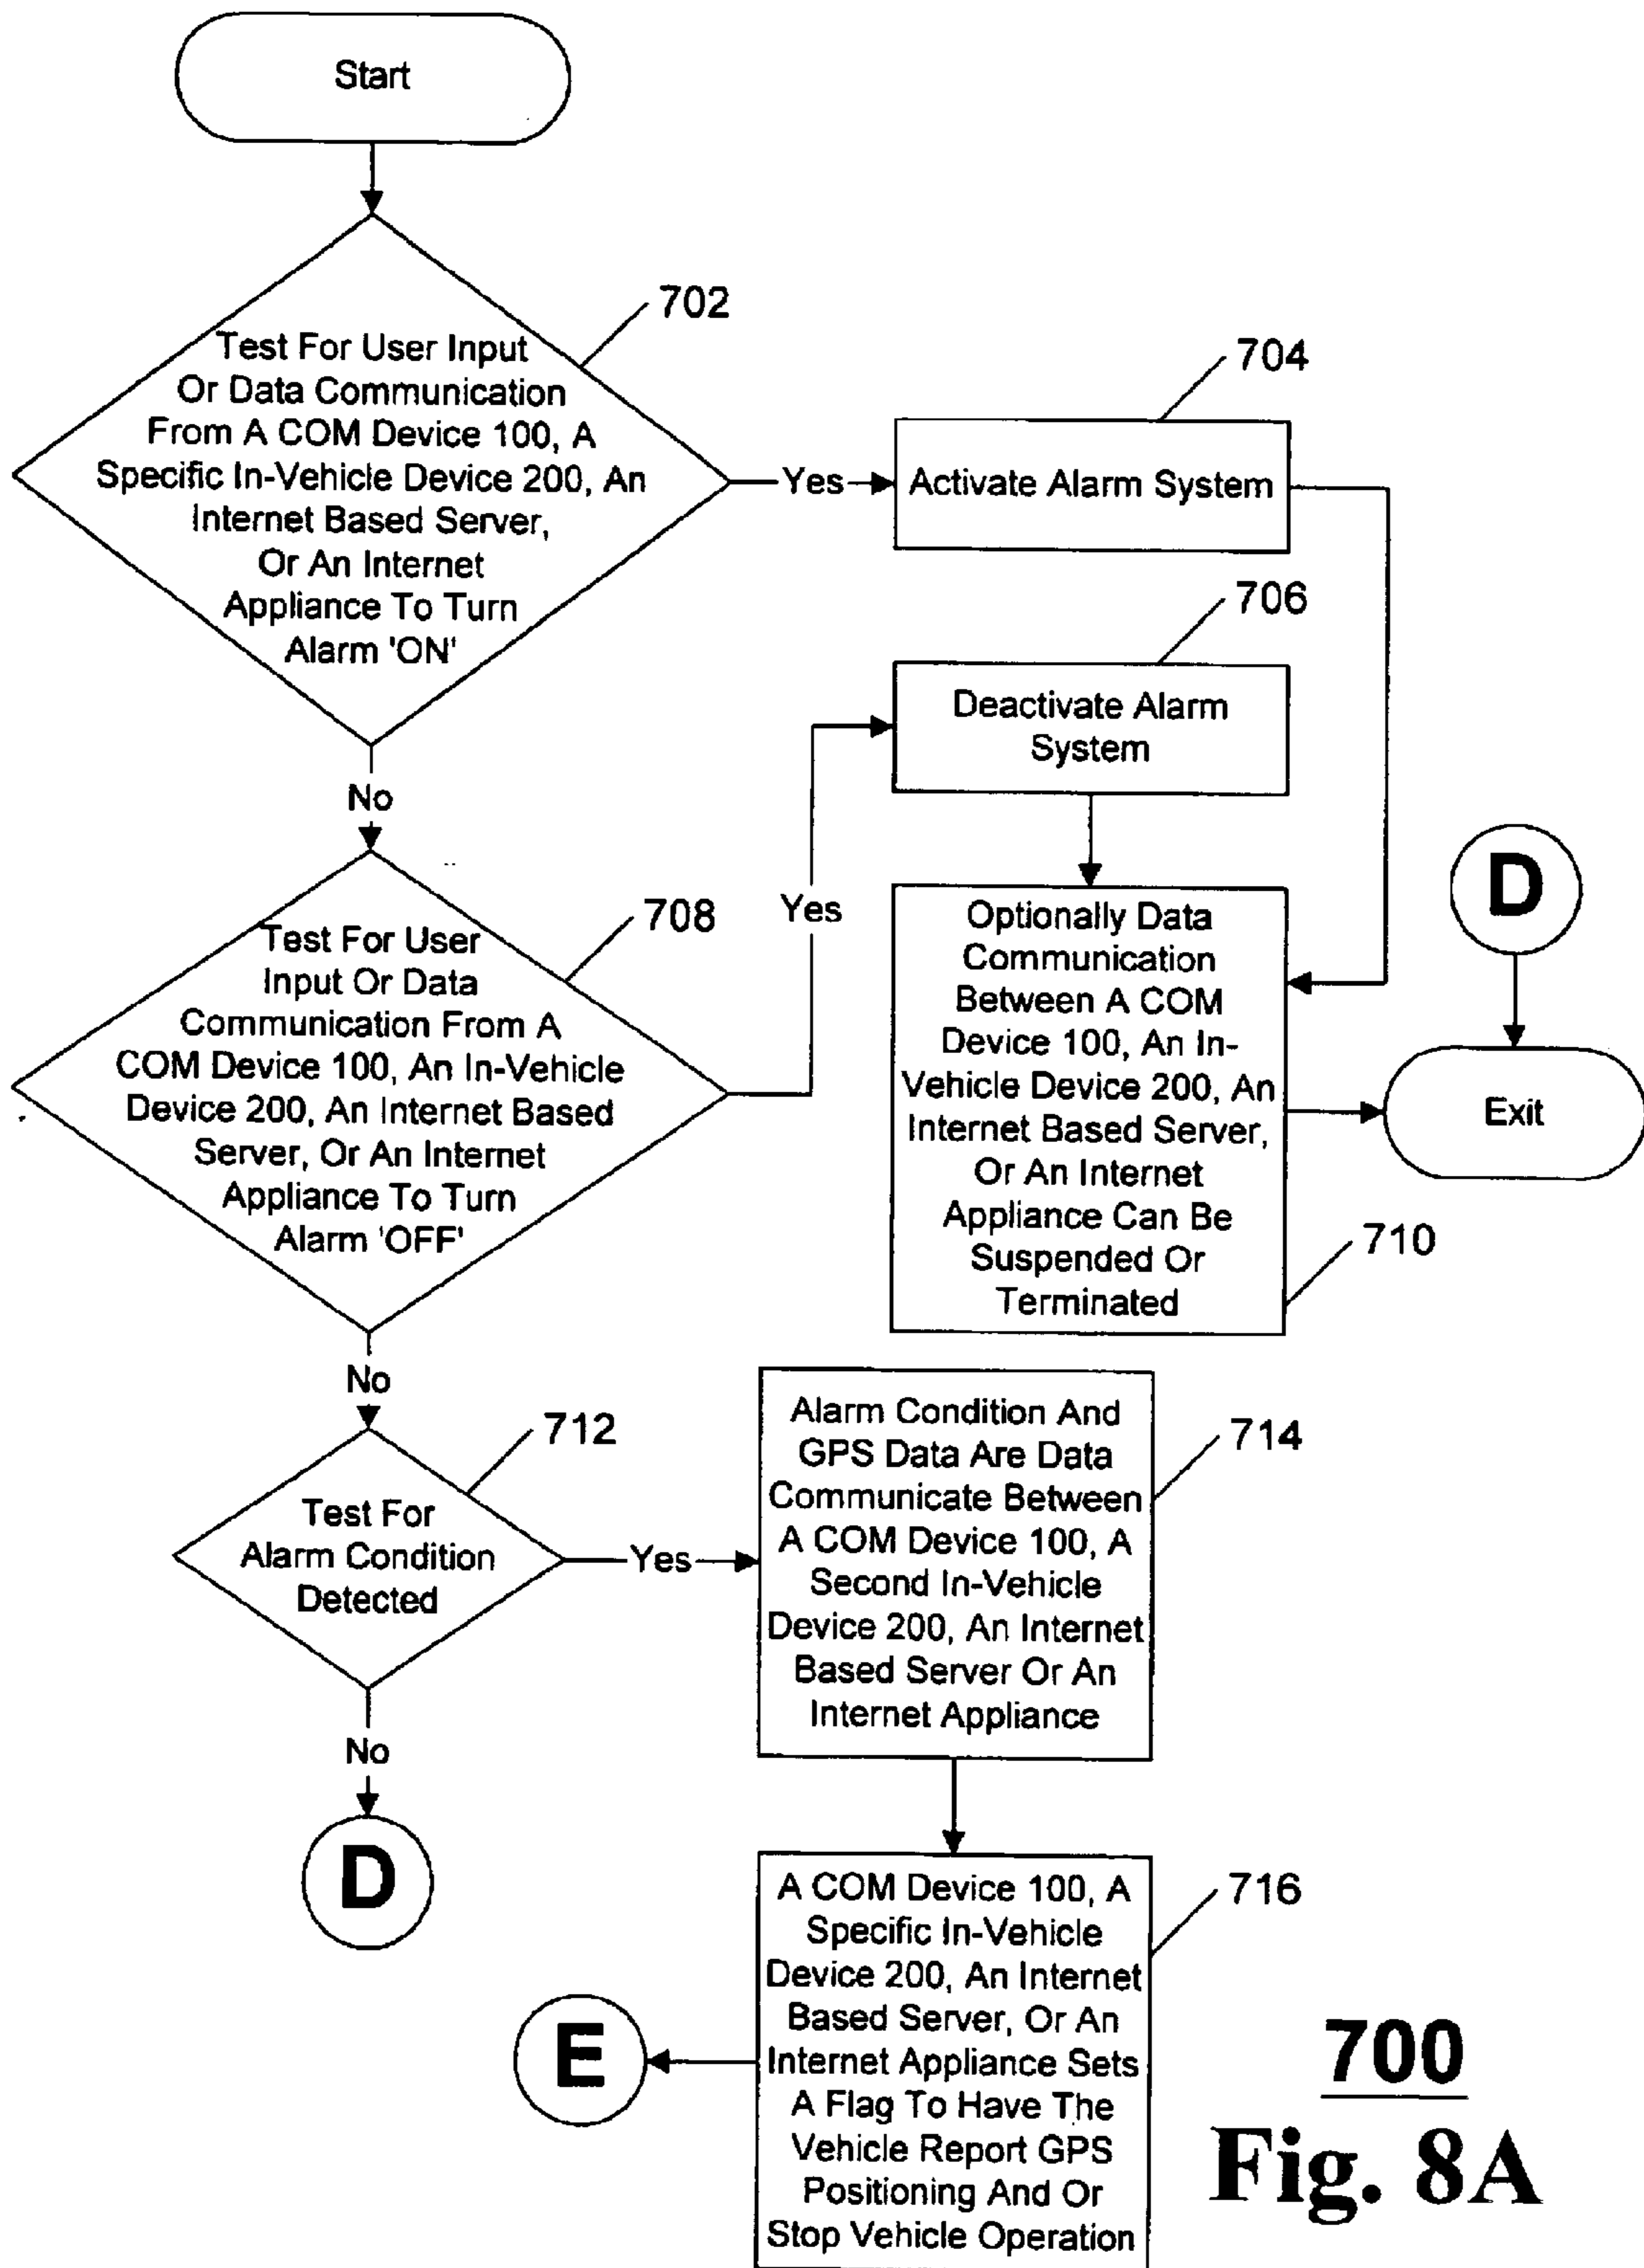 Start
702
Test For User Input
Or Data Communication
From A COM Device 100, A
Specific In-Vehicle Device 200, An
Internet Based Server,
Or An Internet
Appliance To Turn
Alarm 'ON'
Yes
704
Activate Alarm System
706
Deactivate Alarm
System
No
708
Test For User
Input Or Data
Communication From A
COM Device 100, An In-Vehicle
Device 200, An Internet Based
Server, Or An Internet
Appliance To Turn
Alarm 'OFF'
Yes
Optionally Data
Communication
Between A COM
Device 100, An In-
Vehicle Device 200, An
Internet Based Server,
Or An Internet
Appliance Can Be
Suspended Or
Terminated
710
D
Exit
No
712
Test For
Alarm Condition
Detected
Yes
Alarm Condition And
GPS Data Are Data
Communicate Between
A COM Device 100, A
Second In-Vehicle
Device 200, An Internet
Based Server Or An
Internet Appliance
714
No
D
A COM Device 100, A
Specific In-Vehicle
Device 200, An Internet
Based Server, Or An
Internet Appliance Sets
A Flag To Have The
Vehicle Report GPS
Positioning And Or
Stop Vehicle Operation
716
E
700
Fig. 8A